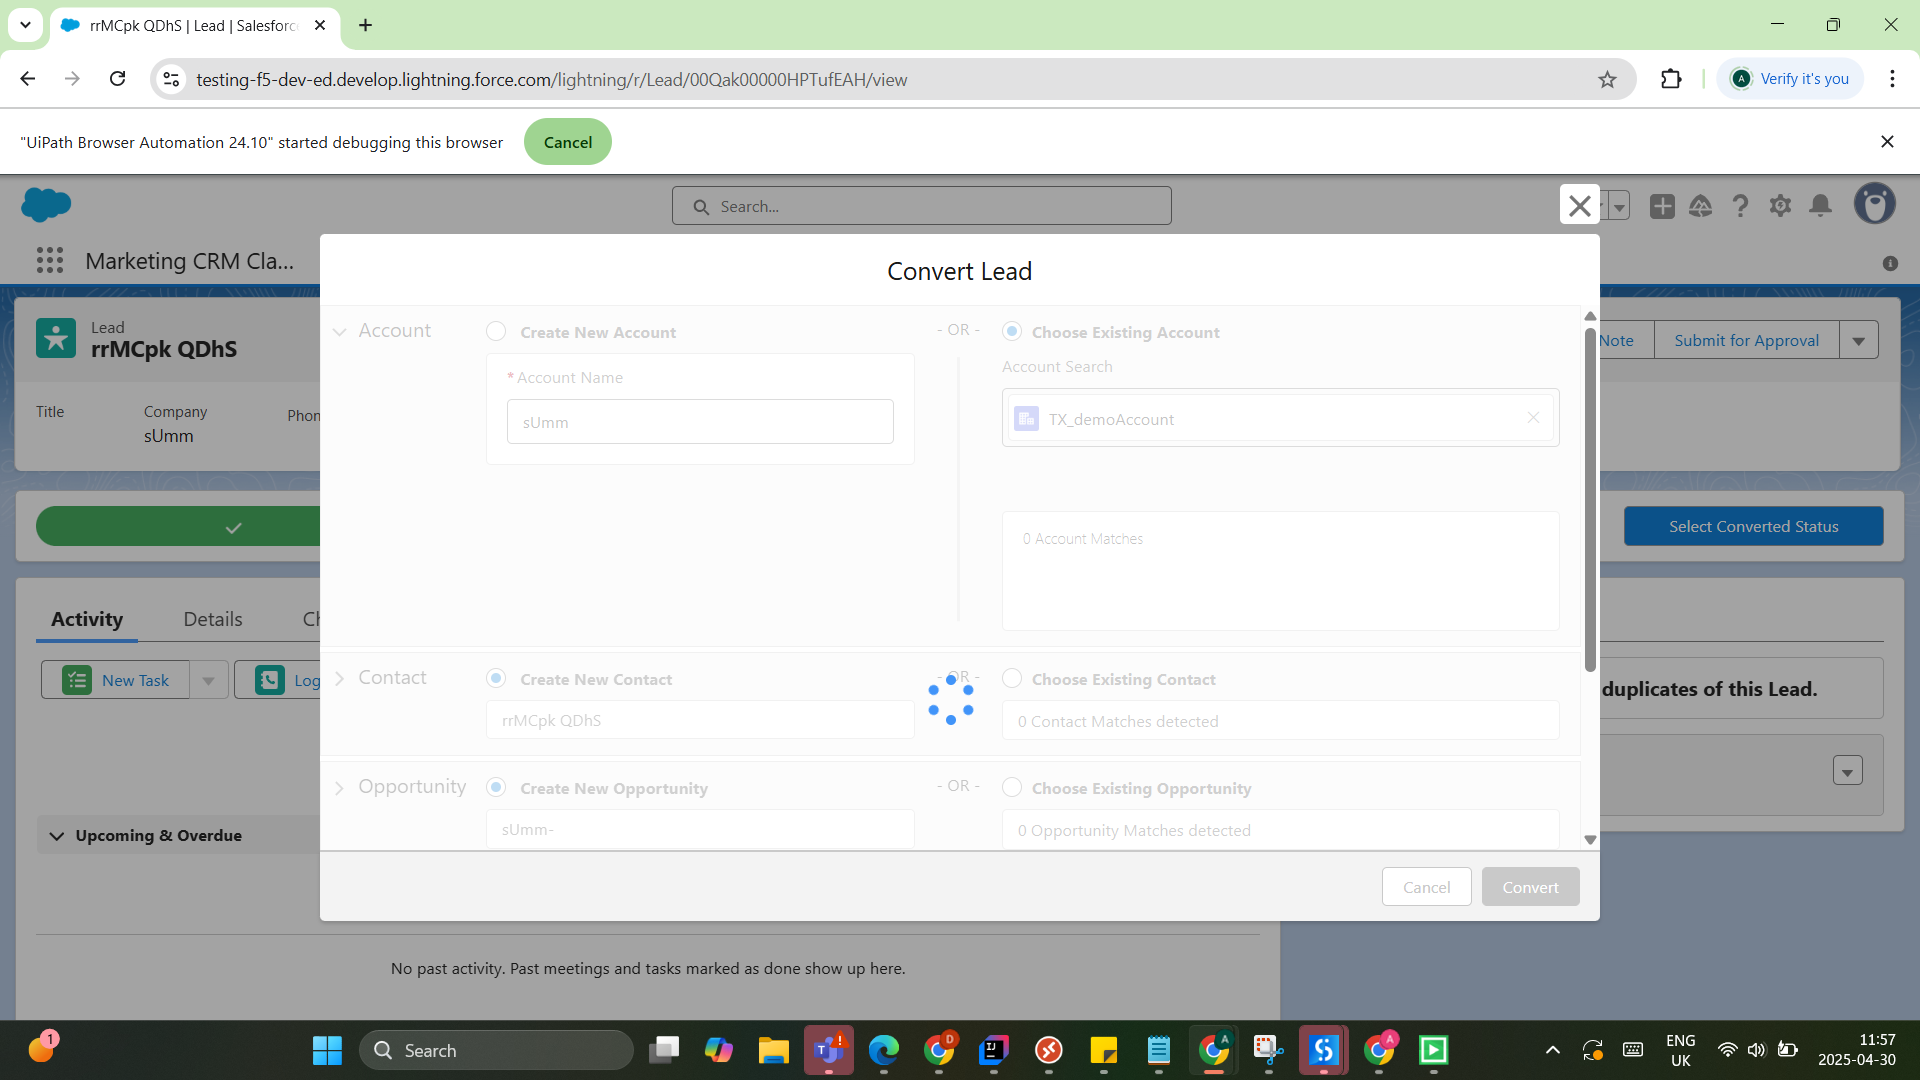 rrMCpk QDhS | Lead | Salesforc
testing-f5-dev-ed.develop.lightning.force.com/lightning/r/Lead/00Qak00000HPTufEAH/view
A
Verify it's you
"UiPath Browser Automation 24.10" started debugging this browser
Cancel
Search...
Marketing CRM Cla...
Convert Lead
Lead
rrMCpk QDhS
Note
Submit for Approval
Title
Company
Phon
sUmm
Account
Create New Account
- OR -
Choose Existing Account
* Account Name
sUmm
Account Search
TX_demoAccount
0 Account Matches
Select Converted Status
Activity
Details
Ch
New Task
Log
Contact
Create New Contact
- OR -
Choose Existing Contact
rrMCpk QDhS
0 Contact Matches detected
duplicates of this Lead.
Opportunity
Create New Opportunity
- OR -
Choose Existing Opportunity
sUmm-
0 Opportunity Matches detected
Upcoming & Overdue
Cancel
Convert
No past activity. Past meetings and tasks marked as done show up here.
1
Search
D
A
A
ENG
UK
11:57
2025-04-30